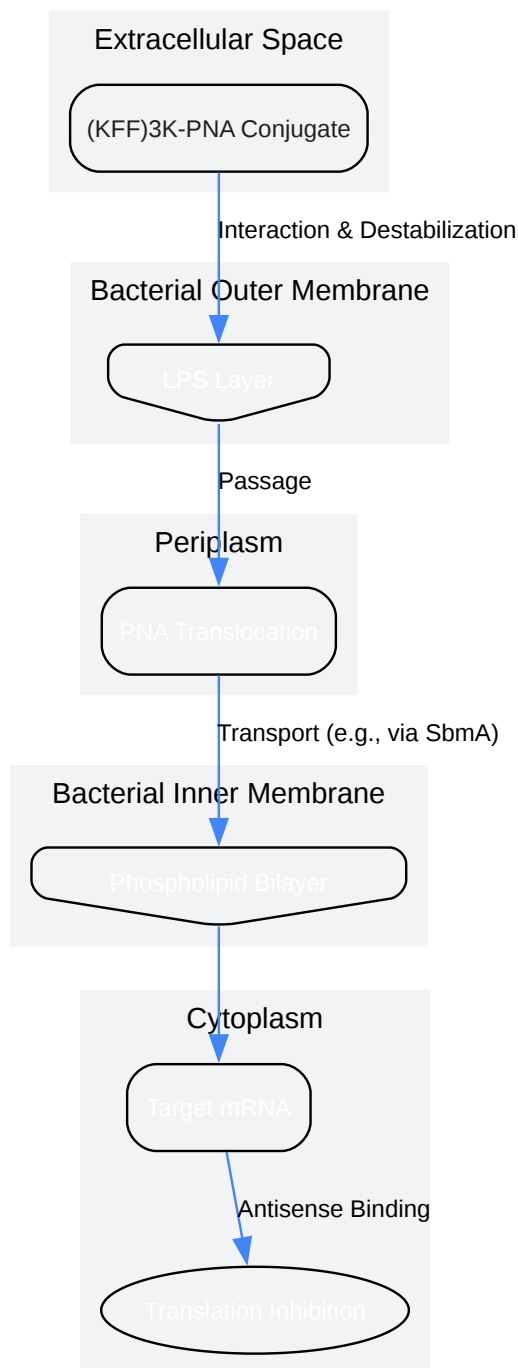 Extracellular Space
(KFF)3K-PNA Conjugate
Interaction & Destabilization
Bacterial Outer Membrane
LPS Layer
Passage
Periplasm
PNA Translocation
Transport (e.g., via SbmA)
Bacterial Inner Membrane
Phospholipid Bilayer
Cytoplasm
Target mRNA
Antisense Binding
Translation Inhibition